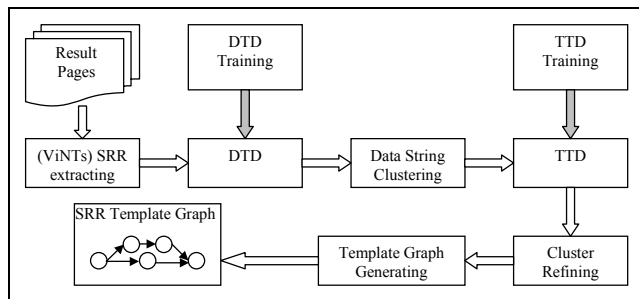 Result
Pages
DTD
Training
TTD
Training
(ViNTs) SRR
extracting
DTD
Data String
Clustering
TTD
SRR Template Graph
Template Graph
Generating
Cluster
Refining